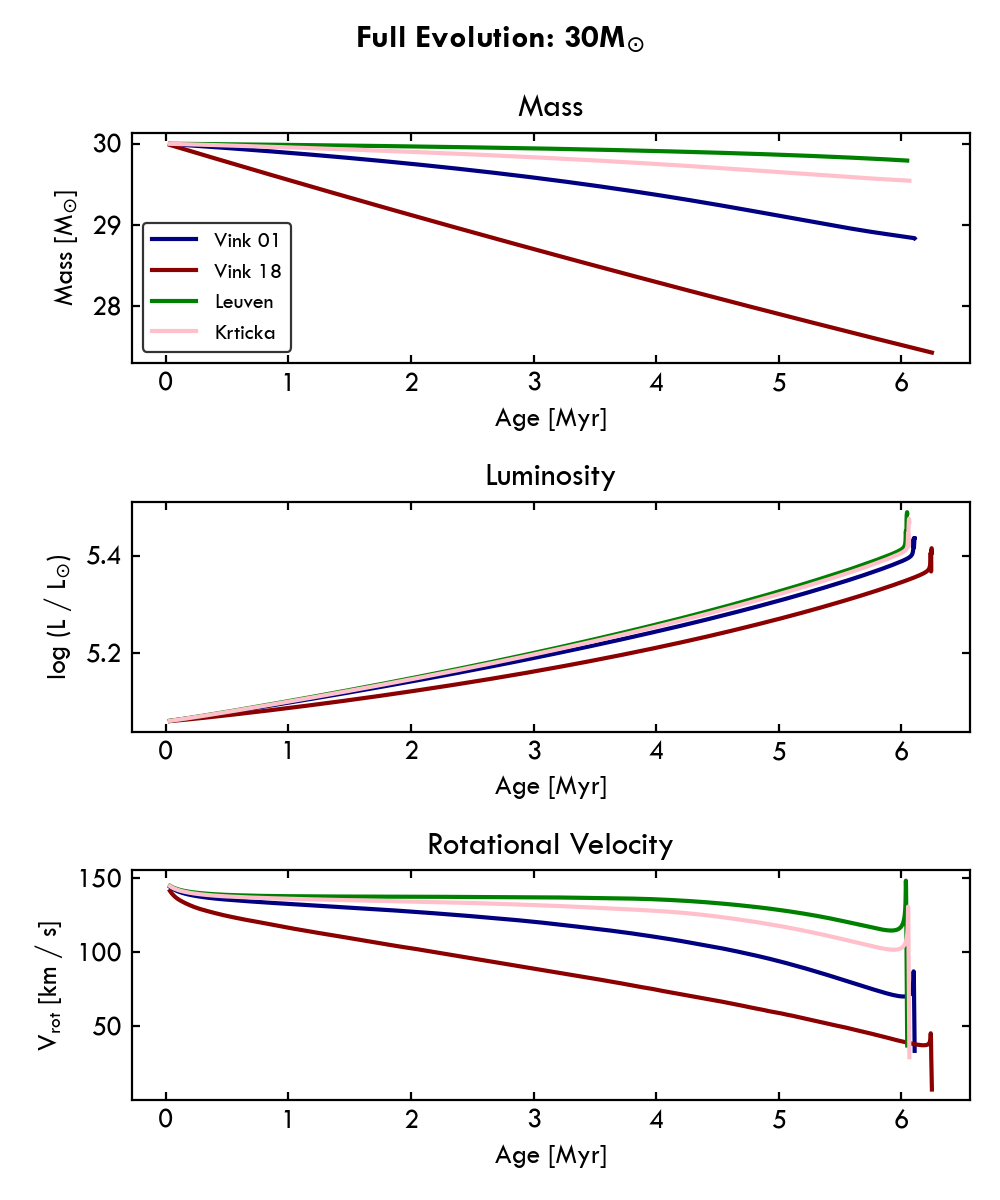 Full Evolution: 30M☉
Mass
30
29
28
Mass [M☉]
Vink 01
Vink 18
Leuven
Krticka
0 1 2 3 4 5 6
Age [Myr]
Luminosity
5.4
5.2
log (L / L☉)
0 1 2 3 4 5 6
Age [Myr]
Rotational Velocity
150
100
50
Vrot [km / s]
0 1 2 3 4 5 6
Age [Myr]